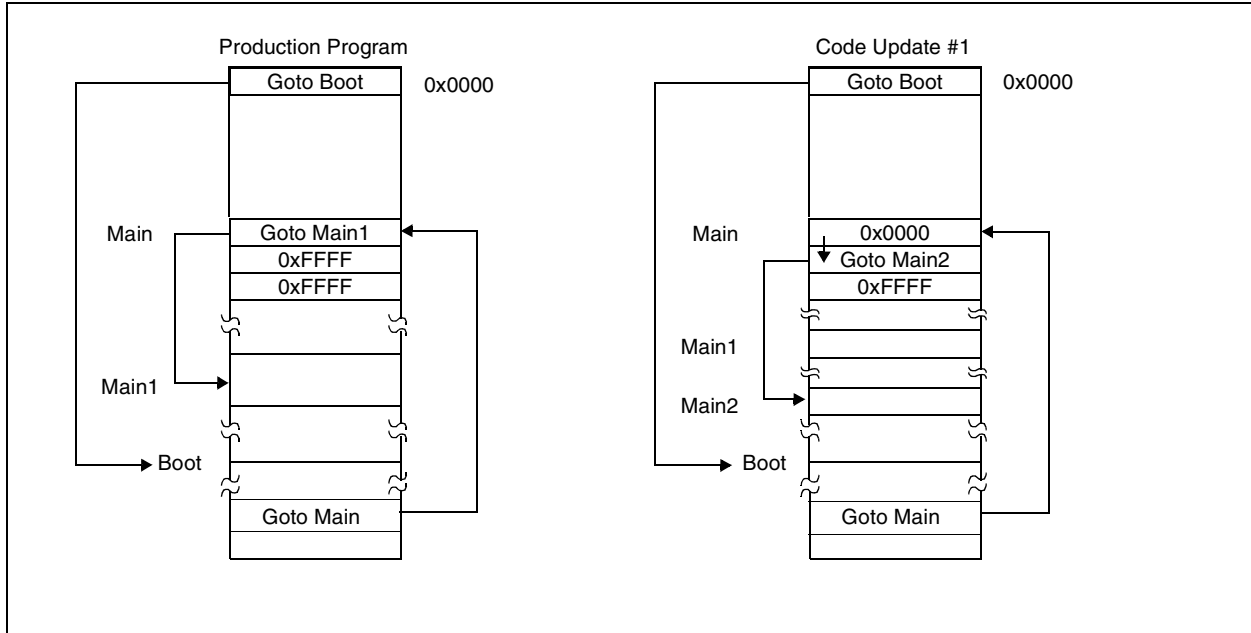 Production Program
Goto Boot
0x0000
Main
Goto Main1
0xFFFF
0xFFFF
Main1
Boot
Goto Main
Code Update #1
Goto Boot
0x0000
Main
0x0000
Goto Main2
0xFFFF
Main1
Main2
Boot
Goto Main